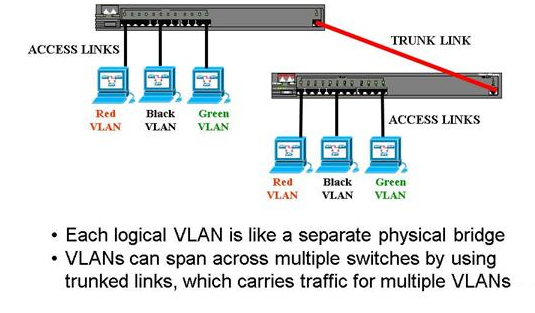 ACCESS LINKS
TRUNK LINK
Red
VLAN
Black
VLAN
Green
VLAN
ACCESS LINKS
Red
VLAN
Black
VLAN
Green
VLAN
• Each logical VLAN is like a separate physical bridge
• VLANs can span across multiple switches by using
trunked links, which carries traffic for multiple VLANs